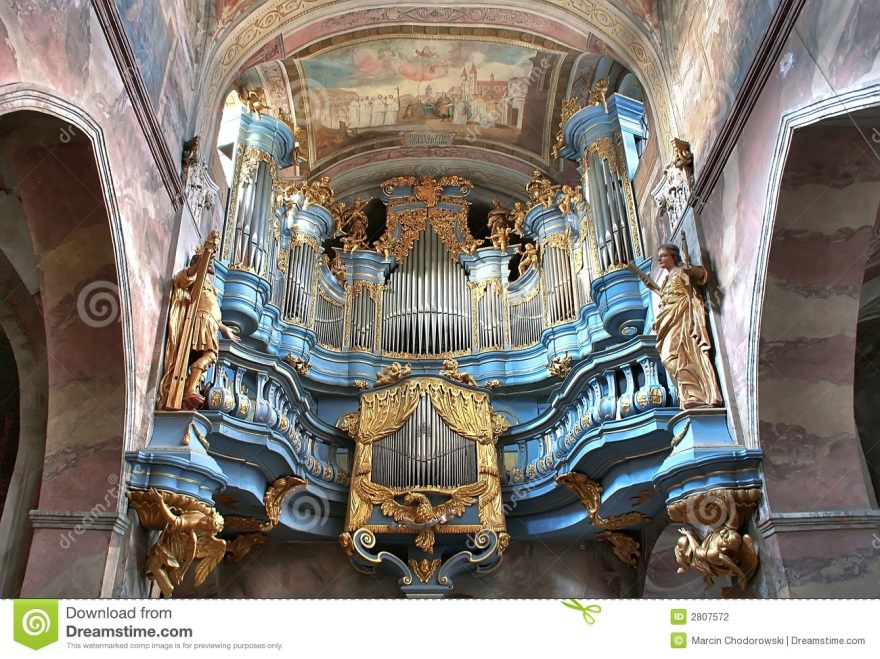 dreamstime
Download from
Dreamstime.com
This watermarked comp image is for previewing purposes only.
ID 2807572
© Marcin Chodorowski | Dreamstime.com